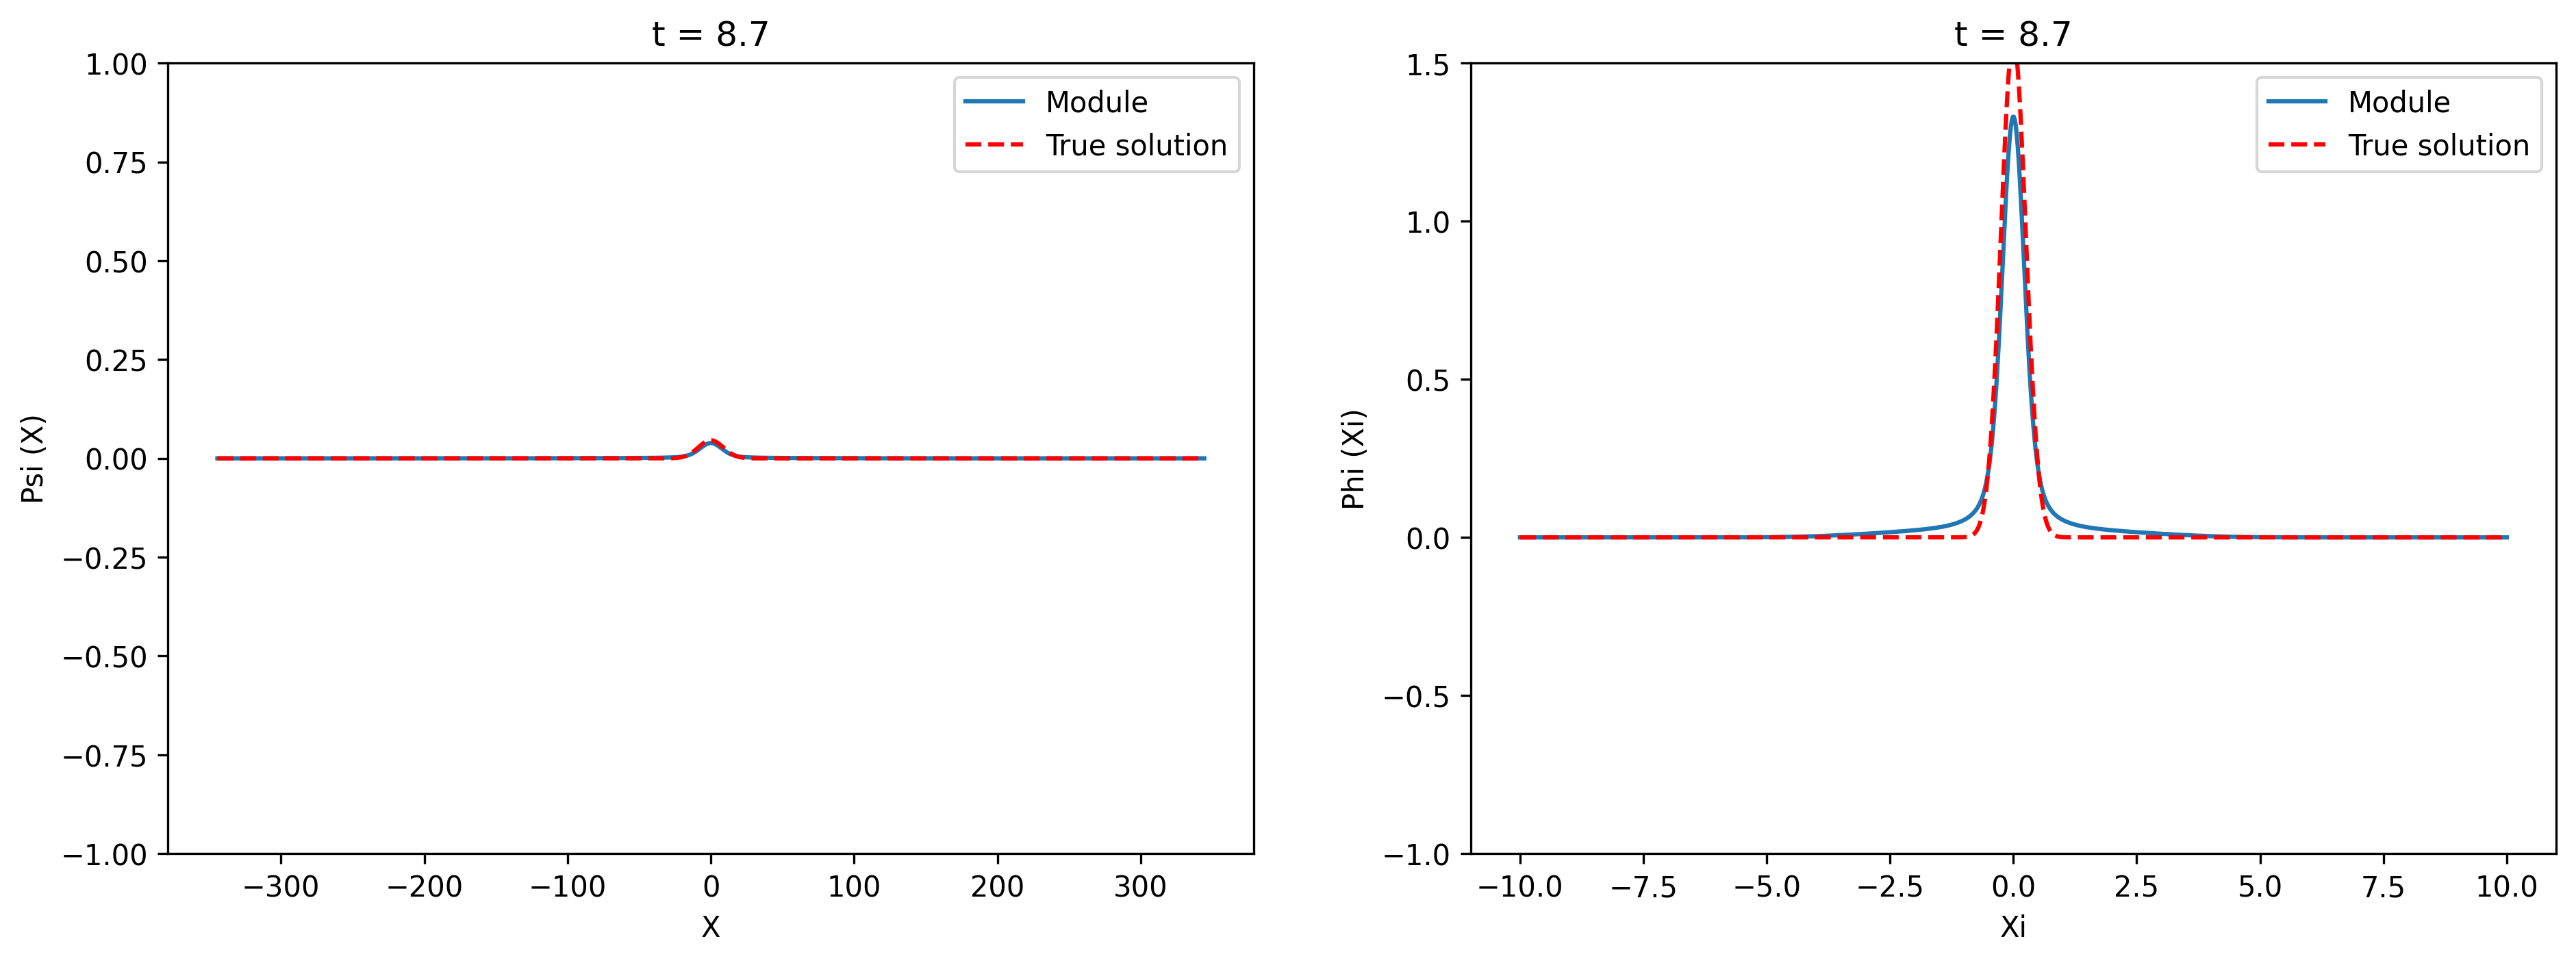 t = 8.7
1.00
0.75
0.50
0.25
0.00
−0.25
−0.50
−0.75
−1.00
Psi (X)
−300 −200 −100 0 100 200 300
X
Module
True solution
t = 8.7
1.5
1.0
0.5
0.0
−0.5
−1.0
Phi (Xi)
−10.0 −7.5 −5.0 −2.5 0.0 2.5 5.0 7.5 10.0
Xi
Module
True solution